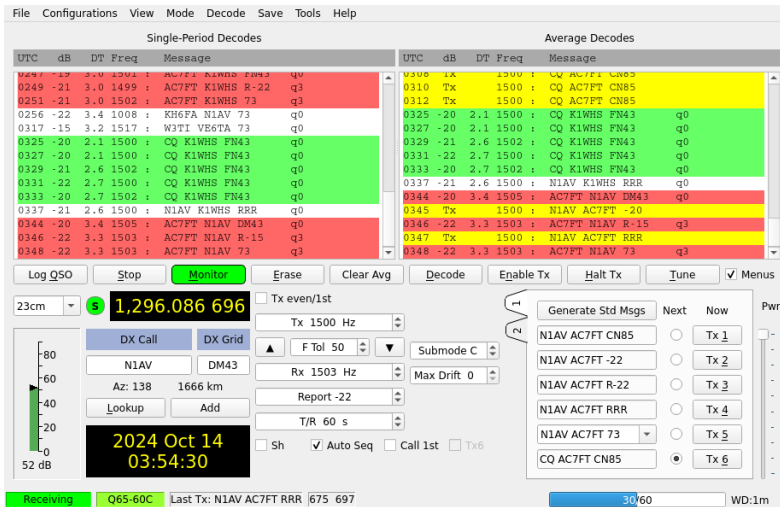 File Configurations View Mode Decode Save Tools Help
Single-Period Decodes
UTC dB DT Freq Message
0247 -19 3.0 1501 : AC7FT K1WHS FN43 q0
0249 -21 3.0 1499 : AC7FT K1WHS R-22 q3
0251 -21 3.0 1502 : AC7FT K1WHS 73 q3
0256 -22 3.4 1008 : KH6FA N1AV 73 q0
0317 -15 3.2 1517 : W3TI VE6TA 73 q0
0325 -20 2.1 1500 : CQ K1WHS FN43 q0
0327 -20 2.1 1500 : CQ K1WHS FN43 q0
0329 -21 2.6 1502 : CQ K1WHS FN43 q0
0331 -22 2.7 1500 : CQ K1WHS FN43 q0
0333 -20 2.7 1502 : CQ K1WHS FN43 q0
0337 -21 2.6 1500 : N1AV K1WHS RRR q0
0344 -20 3.4 1505 : AC7FT N1AV DM43 q0
0346 -22 3.3 1503 : AC7FT N1AV R-15 q3
0348 -22 3.3 1503 : AC7FT N1AV 73 q3
Average Decodes
UTC dB DT Freq Message
0308 Tx 1500 : CQ AC7FT CN85
0310 Tx 1500 : CQ AC7FT CN85
0312 Tx 1500 : CQ AC7FT CN85
0325 -20 2.1 1500 : CQ K1WHS FN43 q0
0327 -20 2.1 1500 : CQ K1WHS FN43 q0
0329 -21 2.6 1502 : CQ K1WHS FN43 q0
0331 -22 2.7 1500 : CQ K1WHS FN43 q0
0333 -20 2.7 1502 : CQ K1WHS FN43 q0
0337 -21 2.6 1500 : N1AV K1WHS RRR q0
0344 -20 3.4 1505 : AC7FT N1AV DM43 q0
0345 Tx 1500 : N1AV AC7FT -20
0346 -22 3.3 1503 : AC7FT N1AV R-15 q3
0347 Tx 1500 : N1AV AC7FT RRR
0348 -22 3.3 1503 : AC7FT N1AV 73 q3
Log QSO Stop Monitor Erase Clear Avg Decode Enable Tx Halt Tx Tune Menus
23cm S 1,296.086 696
DX Call DX Grid
N1AV DM43
Az: 138 1666 km
Lookup Add
2024 Oct 14
03:54:30
80
60
40
20
0
52 dB
Tx even/1st
Tx 1500 Hz
F Tol 50
Rx 1503 Hz
Report -22
T/R 60 s
Submode C
Max Drift 0
Sh Auto Seq Call 1st Tx6
1
2
Generate Std Msgs Next Now
N1AV AC7FT CN85 Tx 1
N1AV AC7FT -22 Tx 2
N1AV AC7FT R-22 Tx 3
N1AV AC7FT RRR Tx 4
N1AV AC7FT 73 Tx 5
CQ AC7FT CN85 Tx 6
Pwr
Receiving Q65-60C Last Tx: N1AV AC7FT RRR 675 697 30/60 WD:1m